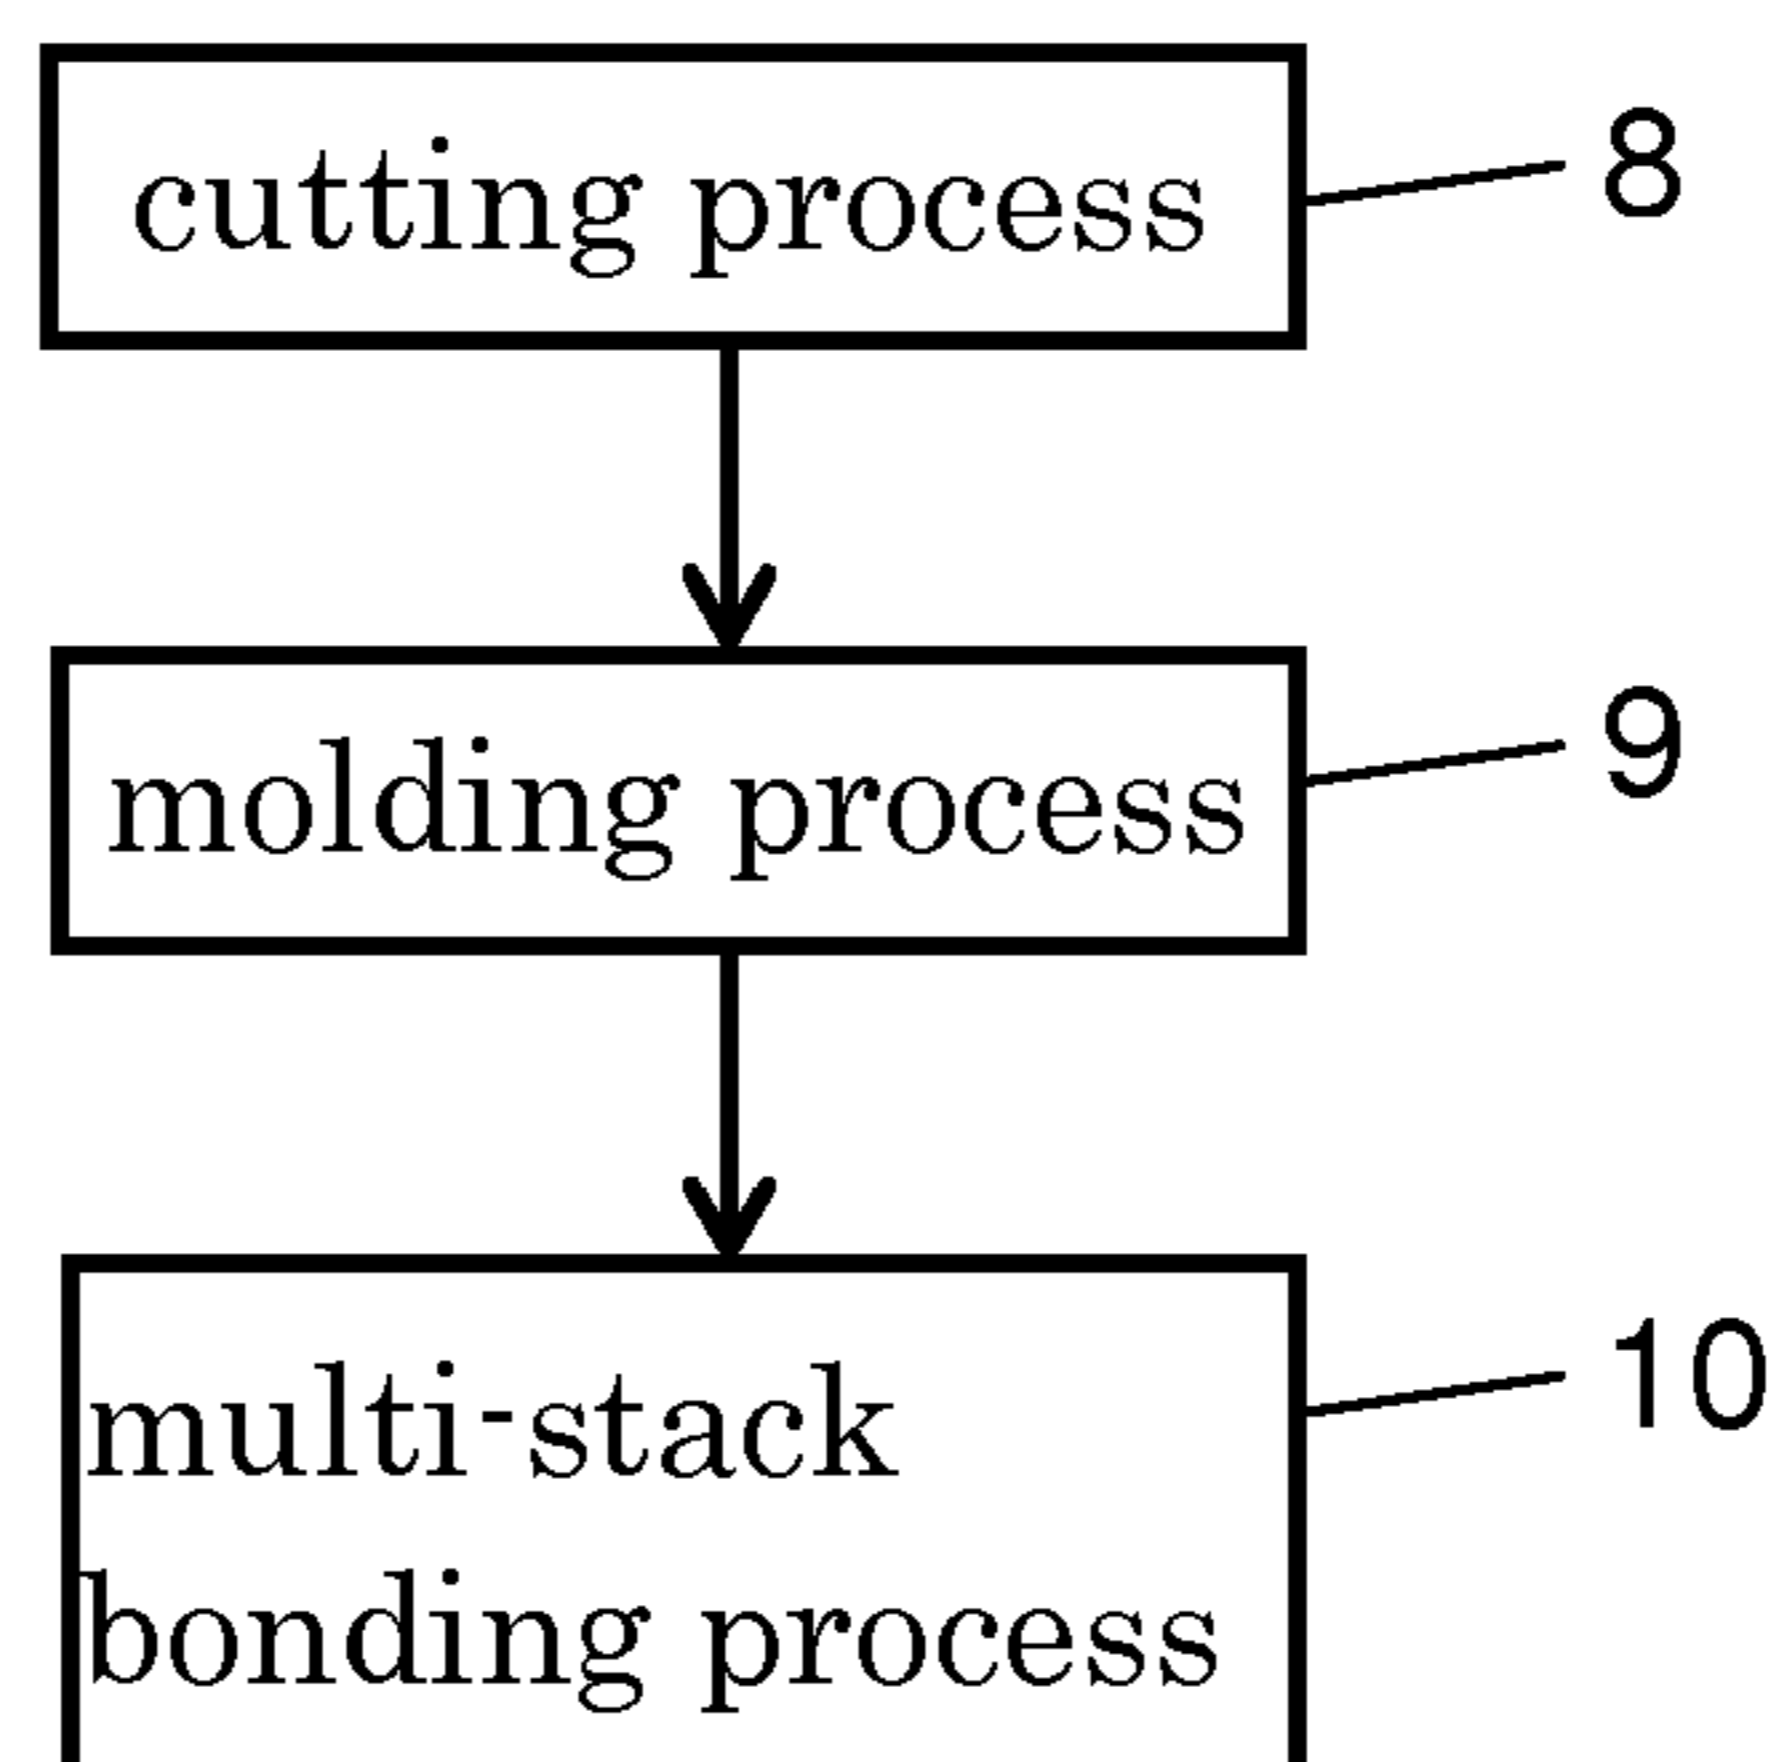 cutting process
8
molding process
9
multi-stack
10
bonding process